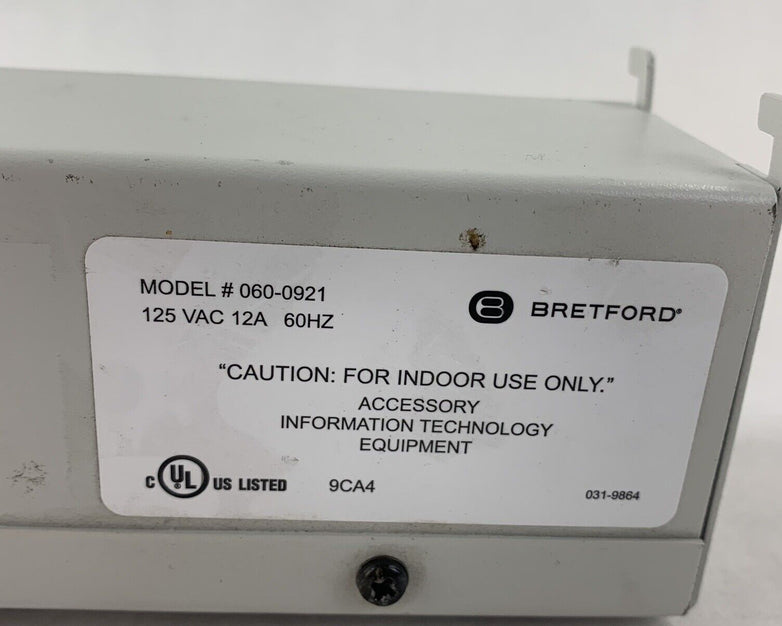 MODEL # 060-0921
125 VAC 12A 60HZ
B BRETFORD®
"CAUTION: FOR INDOOR USE ONLY."
ACCESSORY
INFORMATION TECHNOLOGY
EQUIPMENT
C UL® US LISTED 9CA4
031-9864